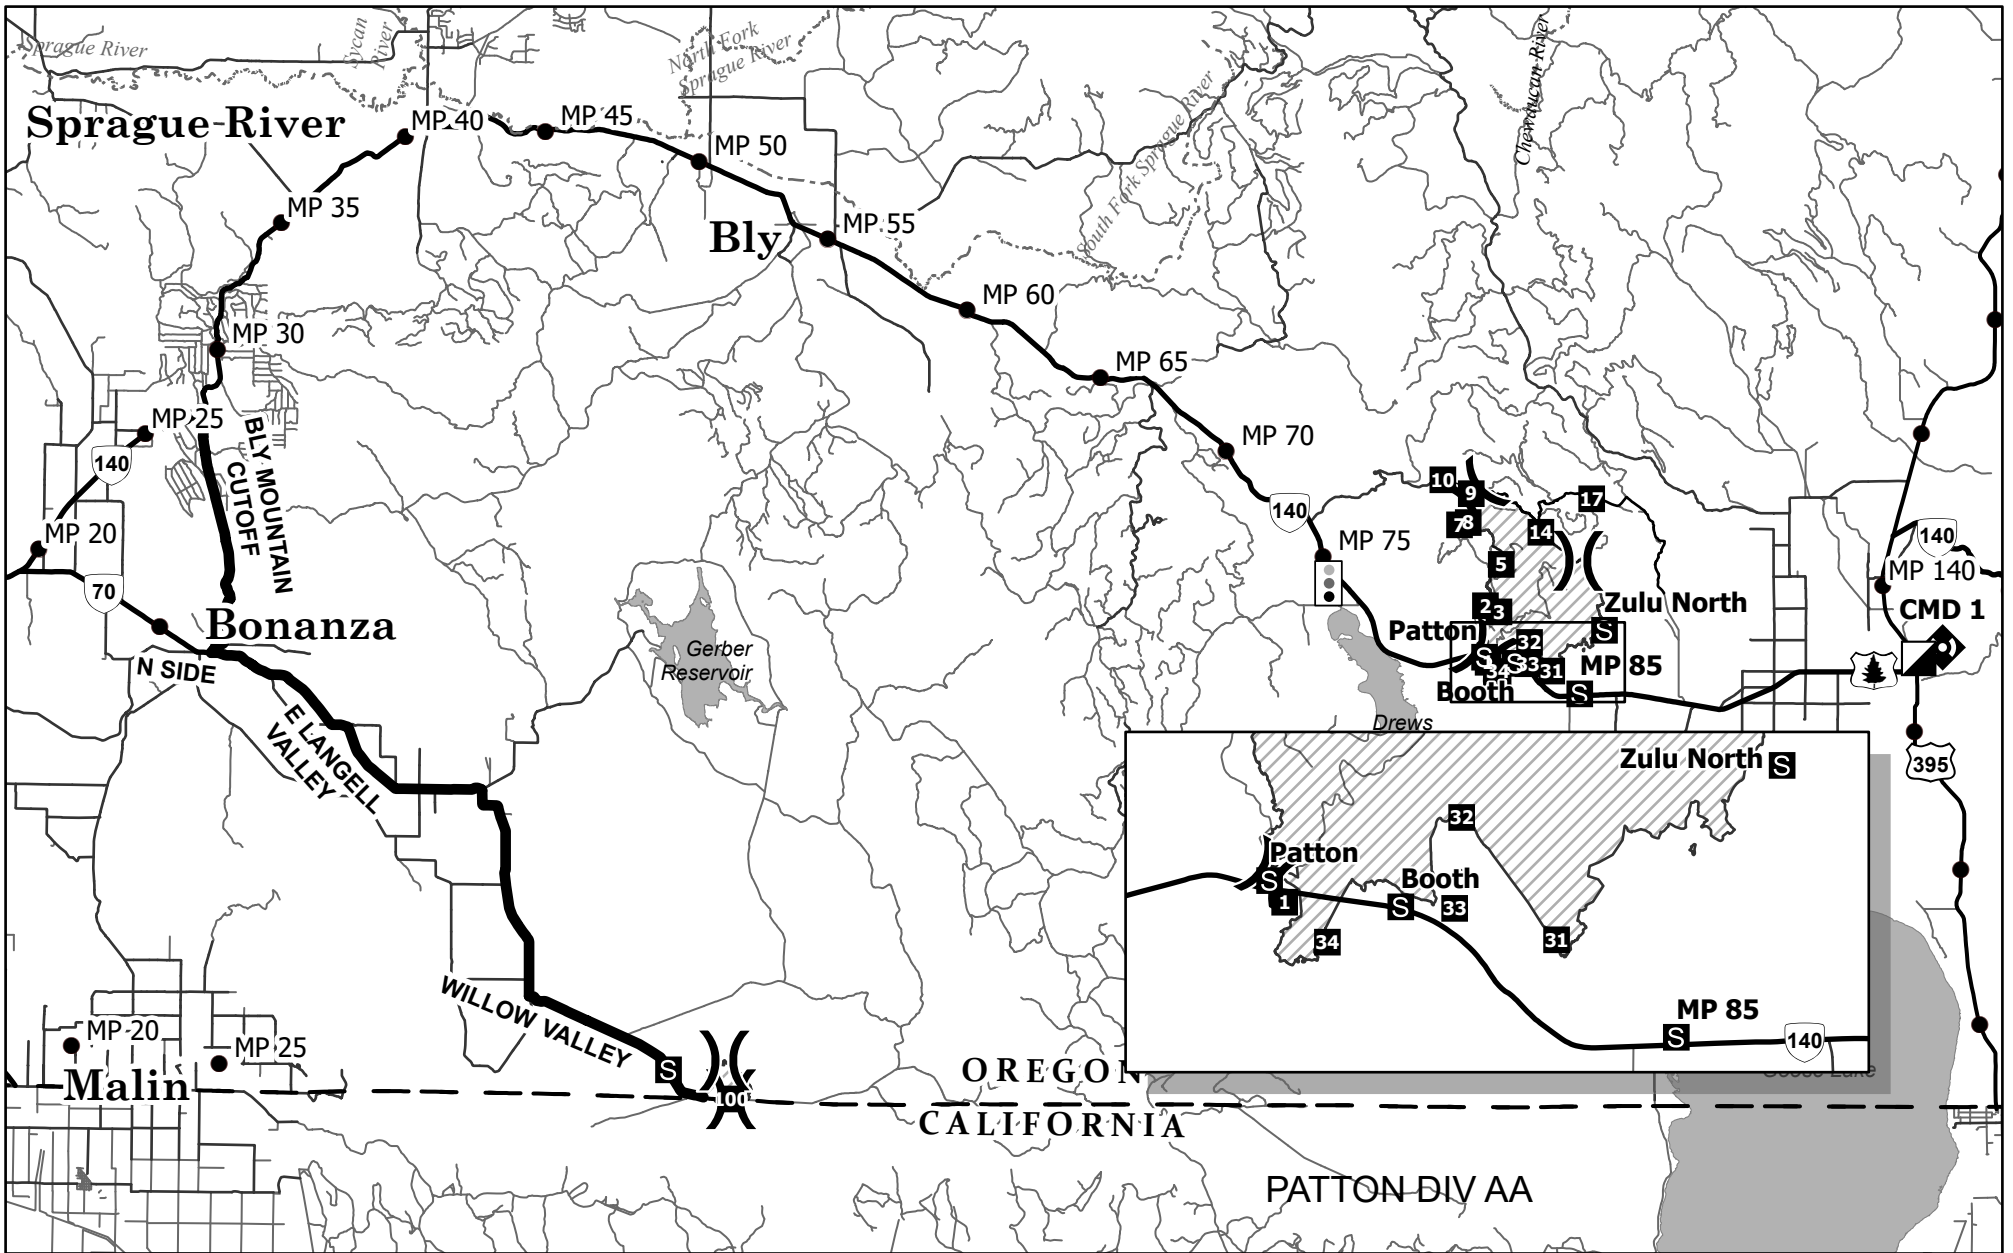 Sprague River
Sycan
River
North Fork
Sprague River
Chewaucan River
South Fork Sprague River
Sprague River
MP 40
MP 45
MP 50
MP 35
Bly
MP 55
MP 60
MP 30
MP 65
MP 25
140
BLY MOUNTAIN
CUTOFF
MP 70
140
MP 20
MP 75
70
10
9
17
7
8
14
5
2
3
140
MP 140
CMD 1
Zulu North
S
Patton
S
32
S
33
31
34
MP 85
Booth
S
Bonanza
N SIDE
Gerber
Reservoir
Drews
E LANGELL
VALLEY
395
Zulu North
S
32
Patton
S
1
Booth
S
33
34
31
MP 85
S
140
WILLOW VALLEY
S
100
MP 20
MP 25
Malin
OREGON
CALIFORNIA
Goose Lake
PATTON DIV AA